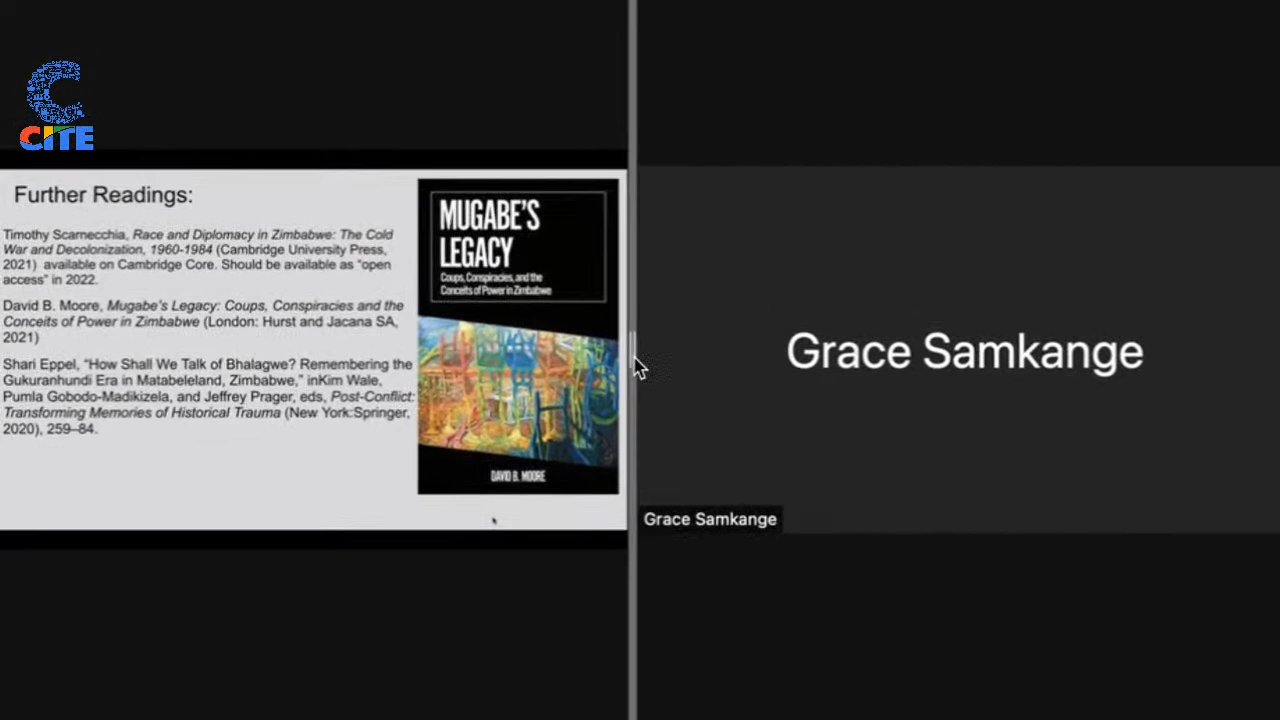 C
CITE
Further Readings:
Timothy Scarnecchia, Race and Diplomacy in Zimbabwe: The Cold
War and Decolonization, 1960-1984 (Cambridge University Press,
2021) available on Cambridge Core. Should be available as “open
access” in 2022.
David B. Moore, Mugabe's Legacy: Coups, Conspiracies and the
Conceits of Power in Zimbabwe (London: Hurst and Jacana SA,
2021)
Shari Eppel, “How Shall We Talk of Bhalagwe? Remembering the
Gukuranhundi Era in Matabeleland, Zimbabwe,” inKim Wale,
Pumla Gobodo-Madikizela, and Jeffrey Prager, eds, Post-Conflict:
Transforming Memories of Historical Trauma (New York:Springer,
2020), 259–84.
MUGABE'S
LEGACY
Coups, Conspiracies, and the
Conceits of Power in Zimbabwe
DAVID B. MOORE
Grace Samkange
Grace Samkange